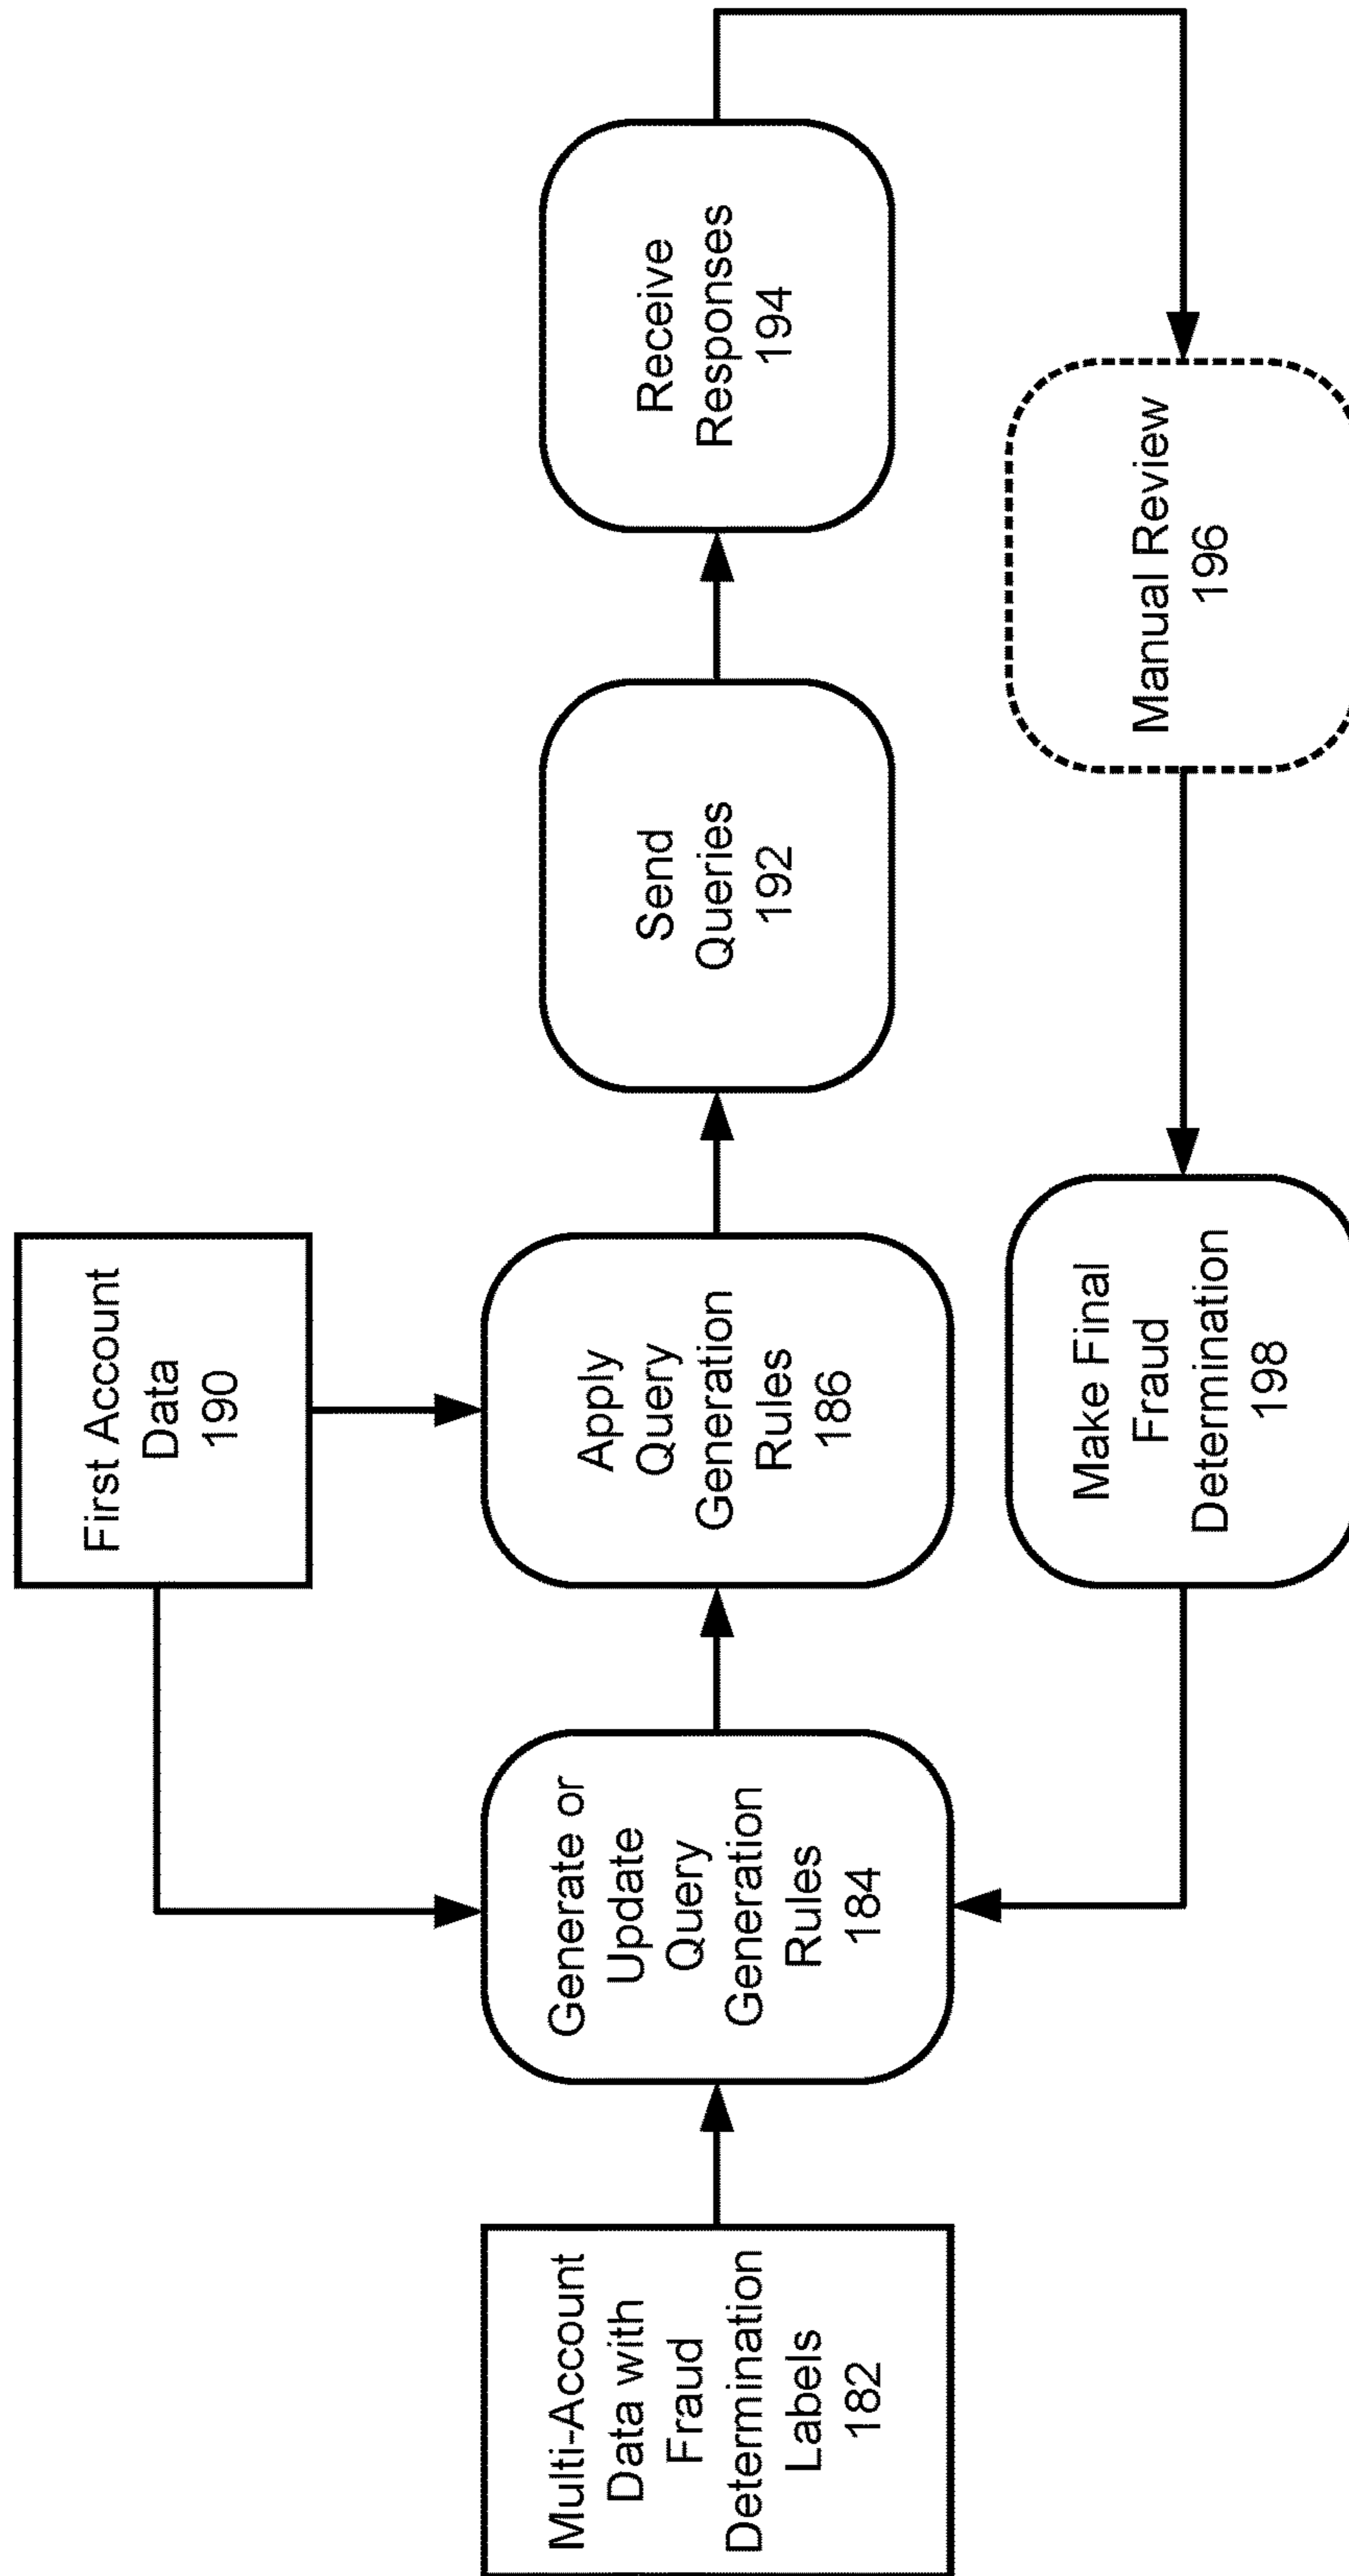 First Account
Data
190
Multi-Account
Data with
Fraud
Determination
Labels
182
Generate or
Update
Query
Generation
Rules
184
Apply
Query
Generation
Rules
186
Send
Queries
192
Receive
Responses
194
Manual Review
196
Make Final
Fraud
Determination
198